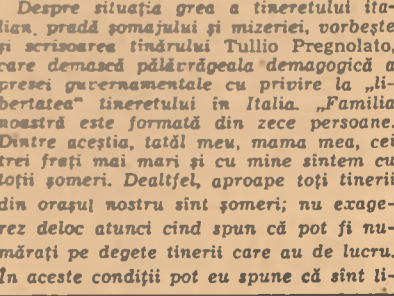 Despre situația grea a tineretului ita-
lian, pradă șomajului și mizeriei, vorbește
și scrisoarea tînărului Tullio Pregnolato,
care demască pălăvrăgeala demagogică a
presei guvernamentale cu privire la „li-
bertatea" tineretului în Italia. „Familia
noastră este formată din zece persoane.
Dintre aceștia, tatăl meu, mama mea, cei
trei frați mai mari și cu mine sîntem cu
toții șomeri. Dealtfel, aproape toți tinerii
din orașul nostru sînt șomeri; nu exage-
rez deloc atunci cînd spun că pot fi nu-
mărați pe degete tinerii care au de lucru.
În aceste condiții pot eu spune că sînt li-